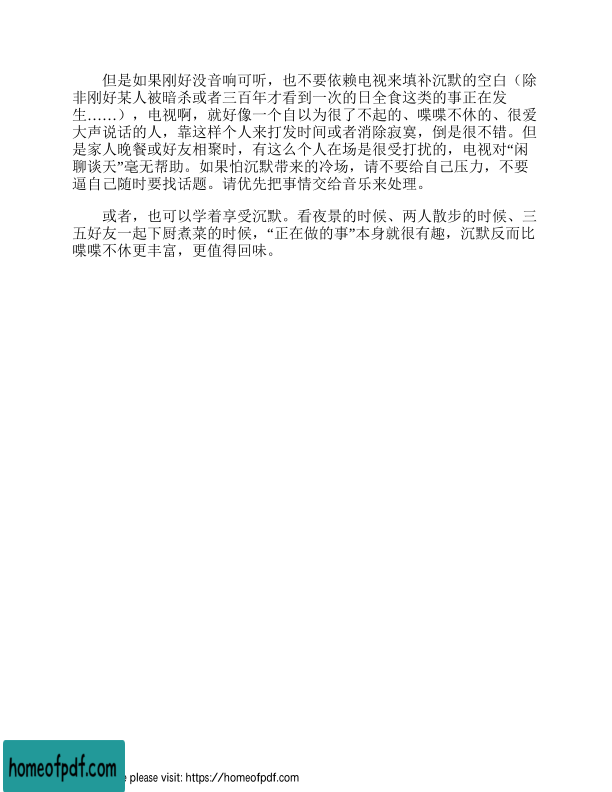 但是如果刚好没音响可听，也不要依赖电视来填补沉默的空白（除
非刚好某人被暗杀或者三百年才看到一次的日全食这类的事正在发
生……），电视啊，就好像一个自以为很了不起的、喋喋不休的、很爱
大声说话的人，靠这样个人来打发时间或者消除寂寞，倒是很不错。但
是家人晚餐或好友相聚时，有这么个人在场是很受打扰的，电视对“闲
聊谈天”毫无帮助。如果怕沉默带来的冷场，请不要给自己压力，不要
逼自己随时要找话题。请优先把事情交给音乐来处理。
或者，也可以学着享受沉默。看夜景的时候、两人散步的时候、三
五好友一起下厨煮菜的时候，“正在做的事”本身就很有趣，沉默反而比
喋喋不休更丰富，更值得回味。
homeofpdf.com
please visit: https://homeofpdf.com